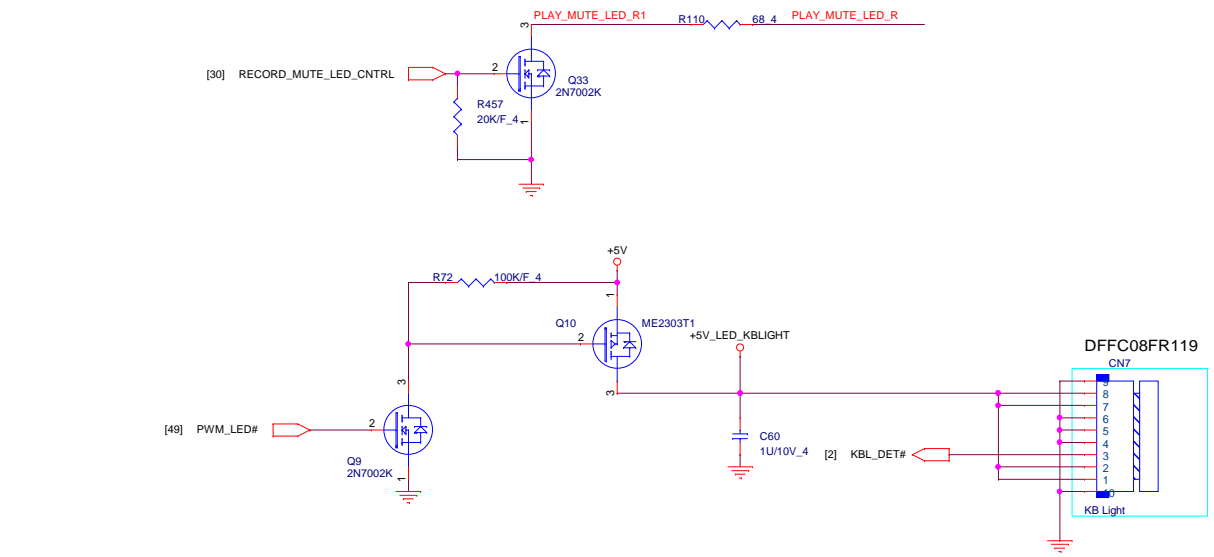 PLAY_MUTE_LED_R1
R110
68_4
PLAY_MUTE_LED_R
3
[30] RECORD_MUTE_LED_CNTRL
2
Q33
2N7002K
R457
20K/F_4
1
+5V
R72
100K/F_4
1
Q10
ME2303T1
2
+5V_LED_KBLIGHT
3
DFFC08FR119
CN7
3
[49] PWM_LED#
2
Q9
2N7002K
1
C60
1U/10V_4
[2] KBL_DET#
9
8
7
6
5
4
3
2
1
10
KB Light